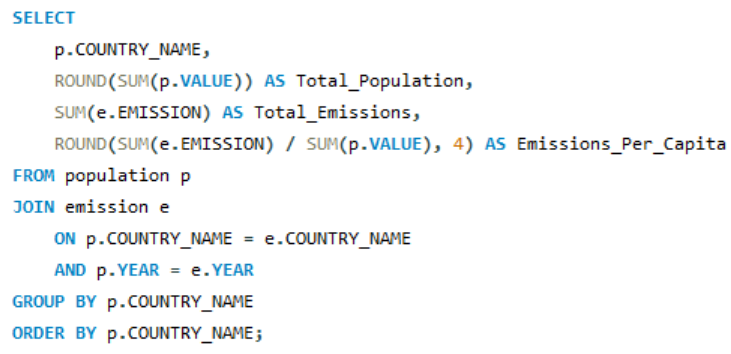 SELECT
p.COUNTRY_NAME,
ROUND(SUM(p.VALUE)) AS Total_Population,
SUM(e.EMISSION) AS Total_Emissions,
ROUND(SUM(e.EMISSION) / SUM(p.VALUE), 4) AS Emissions_Per_Capita
FROM population p
JOIN emission e
ON p.COUNTRY_NAME = e.COUNTRY_NAME
AND p.YEAR = e.YEAR
GROUP BY p.COUNTRY_NAME
ORDER BY p.COUNTRY_NAME;